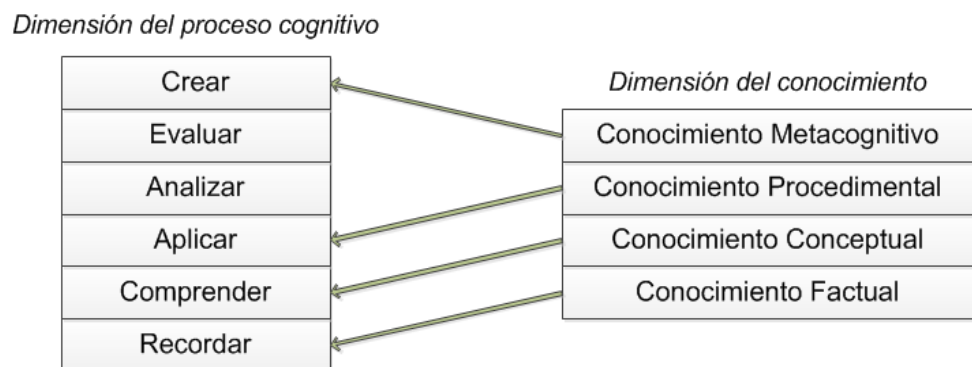 Dimensión del proceso cognitivo
Crear
Evaluar
Analizar
Aplicar
Comprender
Recordar
Dimensión del conocimiento
Conocimiento Metacognitivo
Conocimiento Procedimental
Conocimiento Conceptual
Conocimiento Factual